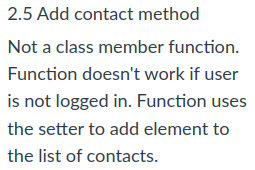 2.5 Add contact method
Not a class member function.
Function doesn't work if user
is not logged in. Function uses
the setter to add element to
the list of contacts.